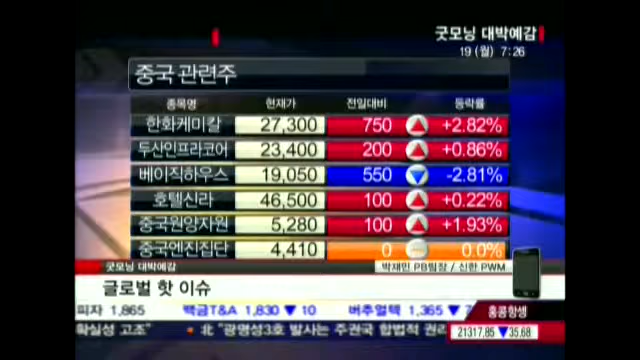 굿모닝 대박예감
19 (월) 7:26
중국 관련주
종목명 현재가 전일대비 등락률
한화케미칼 27,300 750 ▲ +2.82%
두산인프라코어 23,400 200 ▲ +0.86%
베이직하우스 19,050 550 ▼ -2.81%
호텔신라 46,500 100 ▲ +0.22%
중국원양자원 5,280 100 ▲ +1.93%
중국엔진집단 4,410 0 0.0%
굿모닝 대박예감
박재민 PB팀장 / 신한 PWM
글로벌 핫 이슈
피자 1,865 백금T&A 1,830 ▼ 10 버추얼텍 1,365 ▼
홍콩항셍
확실성 고조" 北 "광명성3호 발사는 주권국 합법적 권리
21317.85 ▼ 35.68